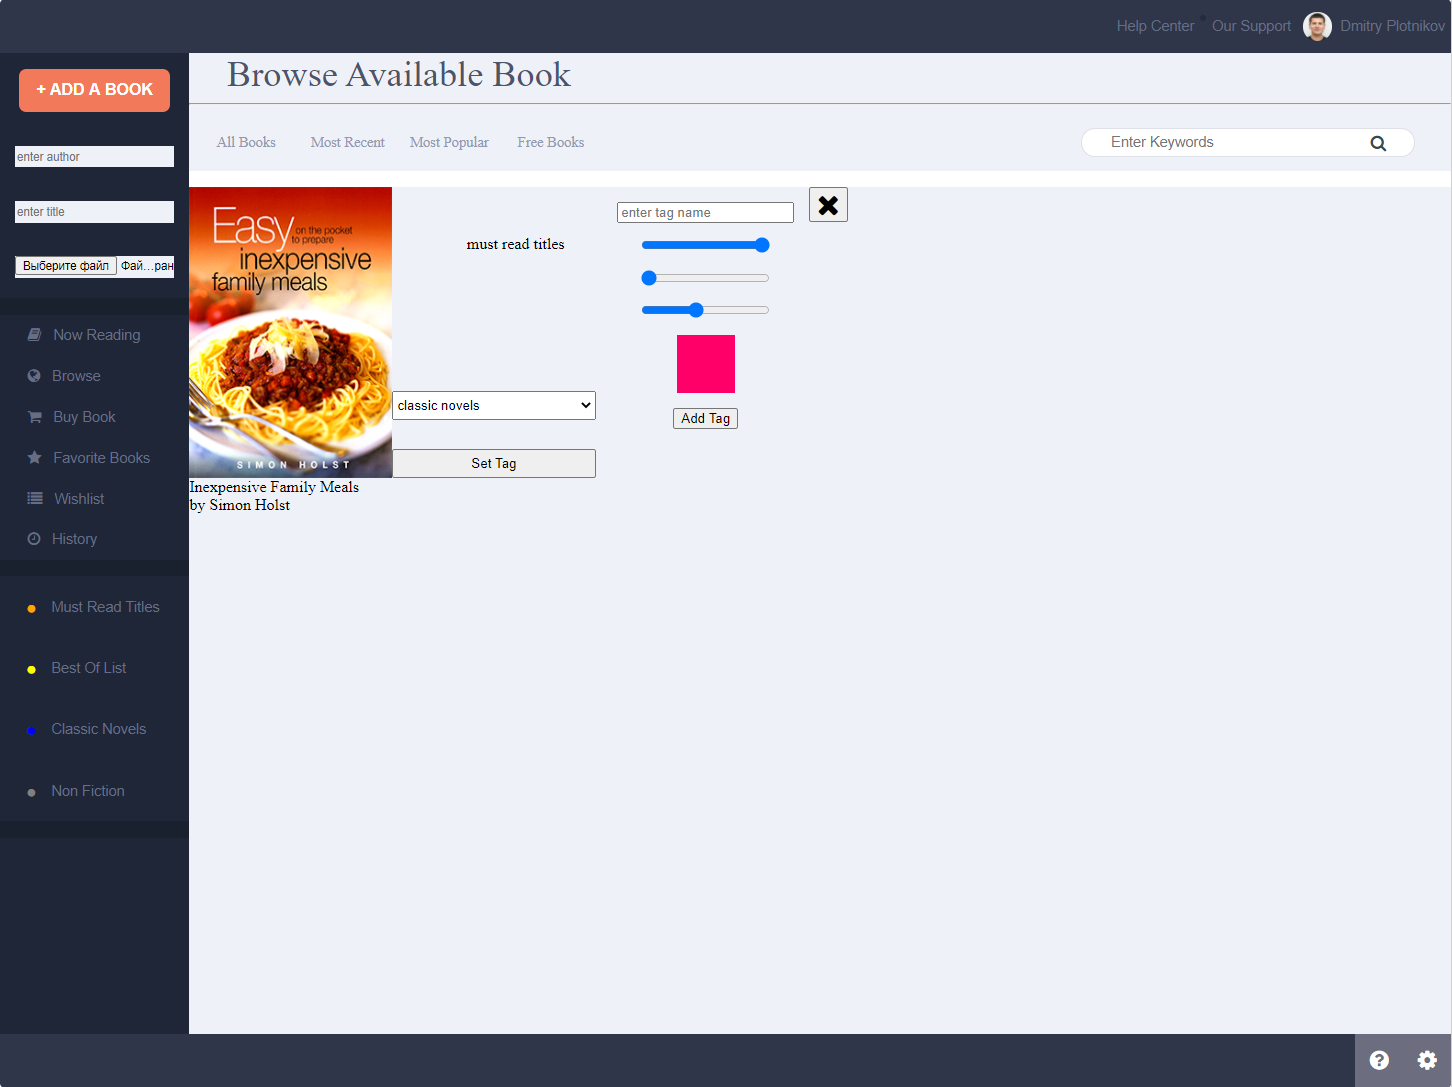 Help Center Our Support Dmitry Plotnikov
+ ADD A BOOK
enter author
enter title
Выберите файл Фай...ран
Now Reading
Browse
Buy Book
Favorite Books
Wishlist
History
Must Read Titles
Best Of List
Classic Novels
Non Fiction
Browse Available Book
All Books Most Recent Most Popular Free Books
Enter Keywords
Easy on the pocket
to prepare
inexpensive
family meals
SIMON HOLST
Inexpensive Family Meals
by Simon Holst
must read titles
classic novels
Set Tag
enter tag name
Add Tag